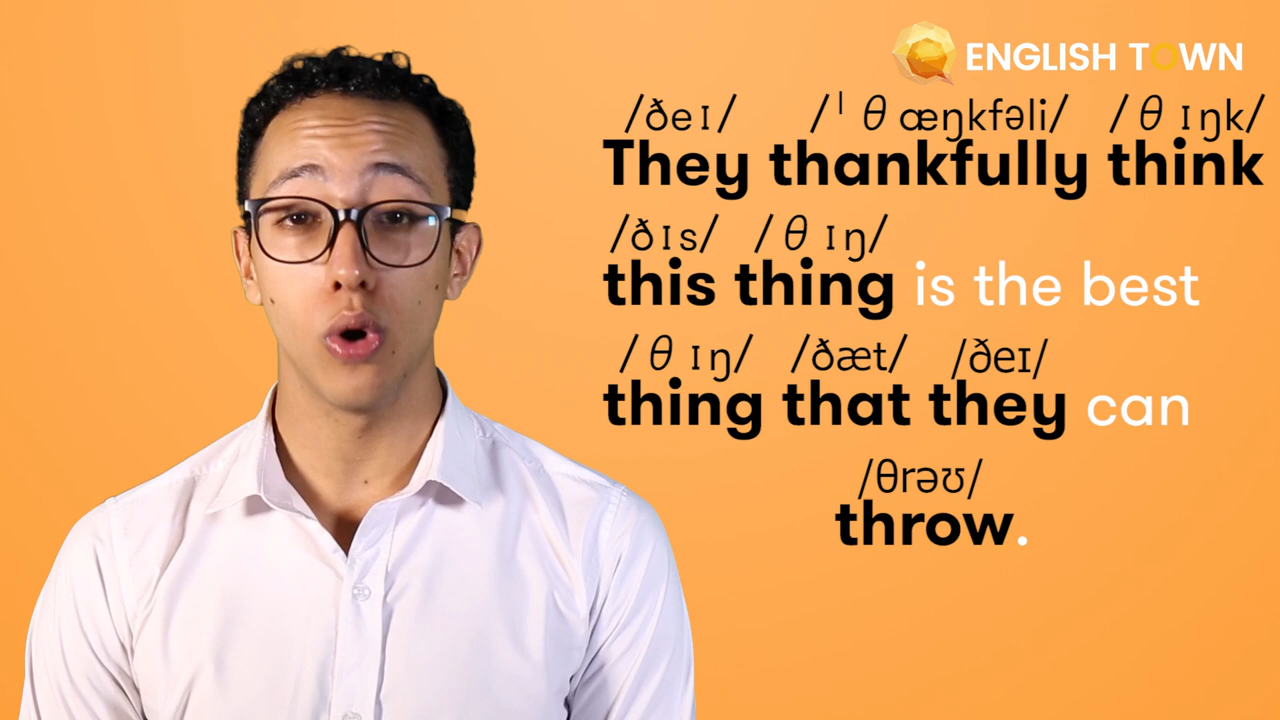 ENGLISH TOWN
/ðeɪ/ /ˈθæŋkfəli/ /θɪŋk/
They thankfully think
/ðɪs/ /θɪŋ/
this thing is the best
/θɪŋ/ /ðæt/ /ðeɪ/
thing that they can
/θrəʊ/
throw.